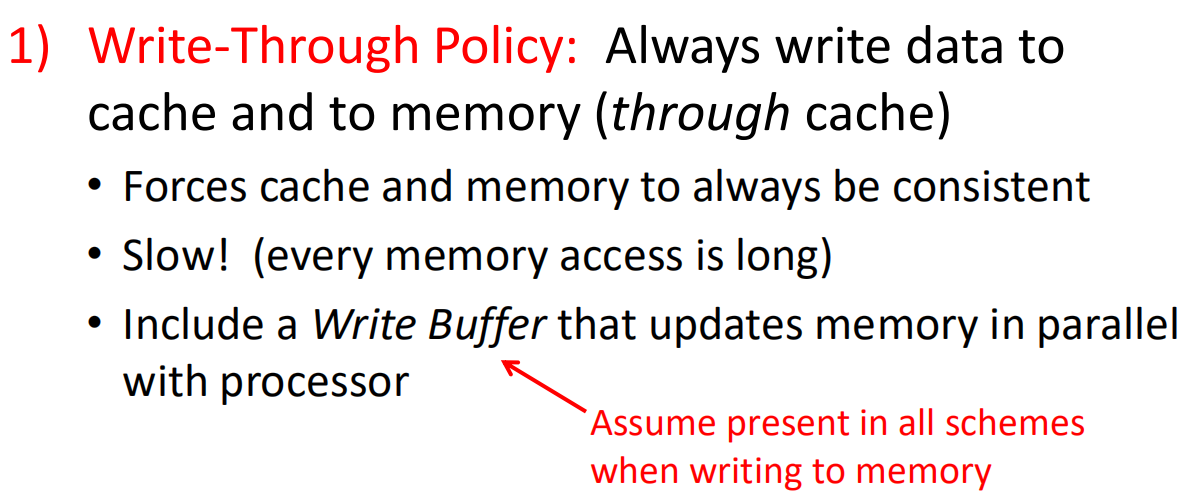 1) Write-Through Policy: Always write data to
cache and to memory (through cache)
• Forces cache and memory to always be consistent
• Slow! (every memory access is long)
• Include a Write Buffer that updates memory in parallel
with processor
Assume present in all schemes
when writing to memory